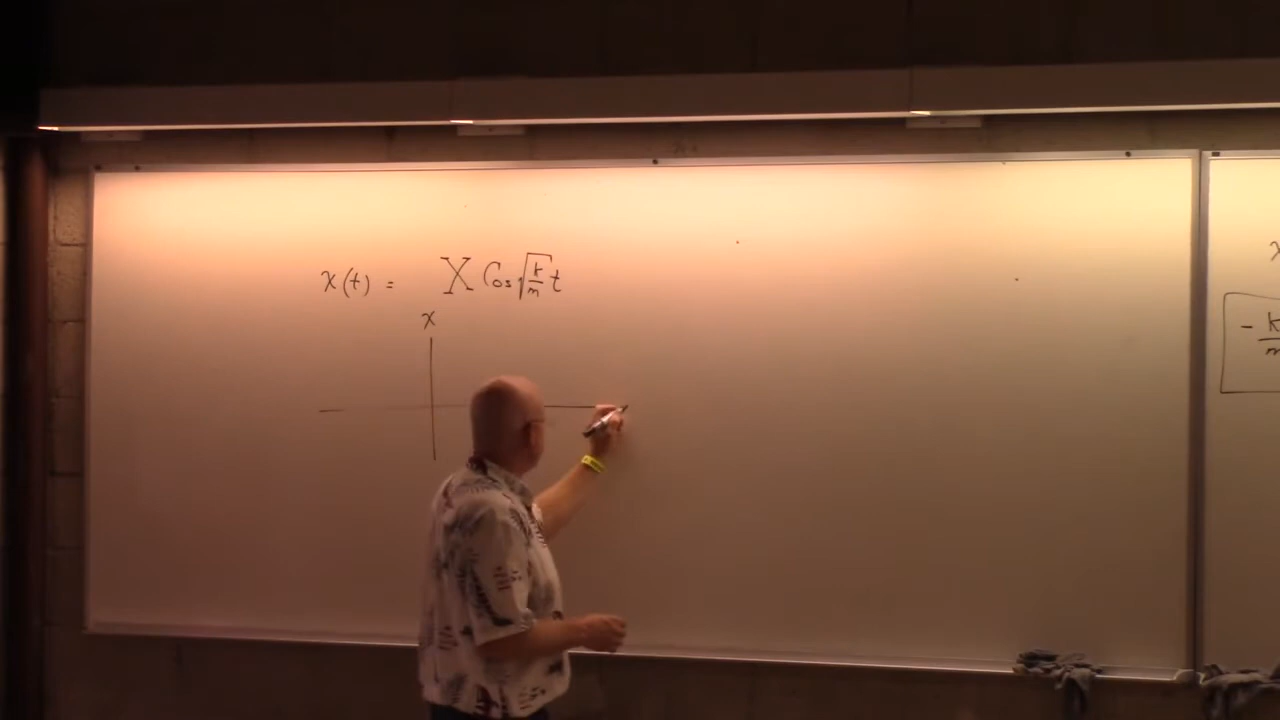 x(t) = X Cos√(k/m) t
x
x
- k/m